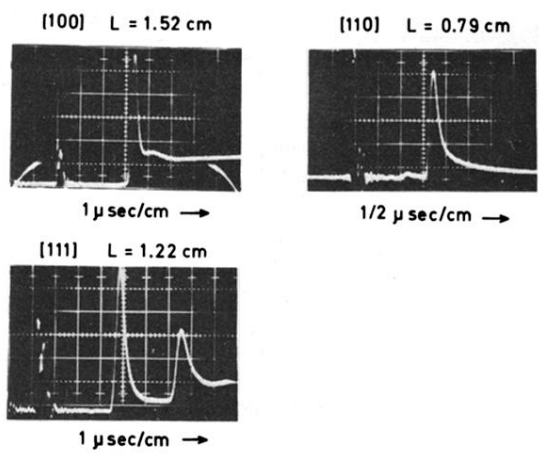 [100] L = 1.52 cm
1 μsec/cm →
[110] L = 0.79 cm
1/2 μsec/cm →
[111] L = 1.22 cm
1 μsec/cm →